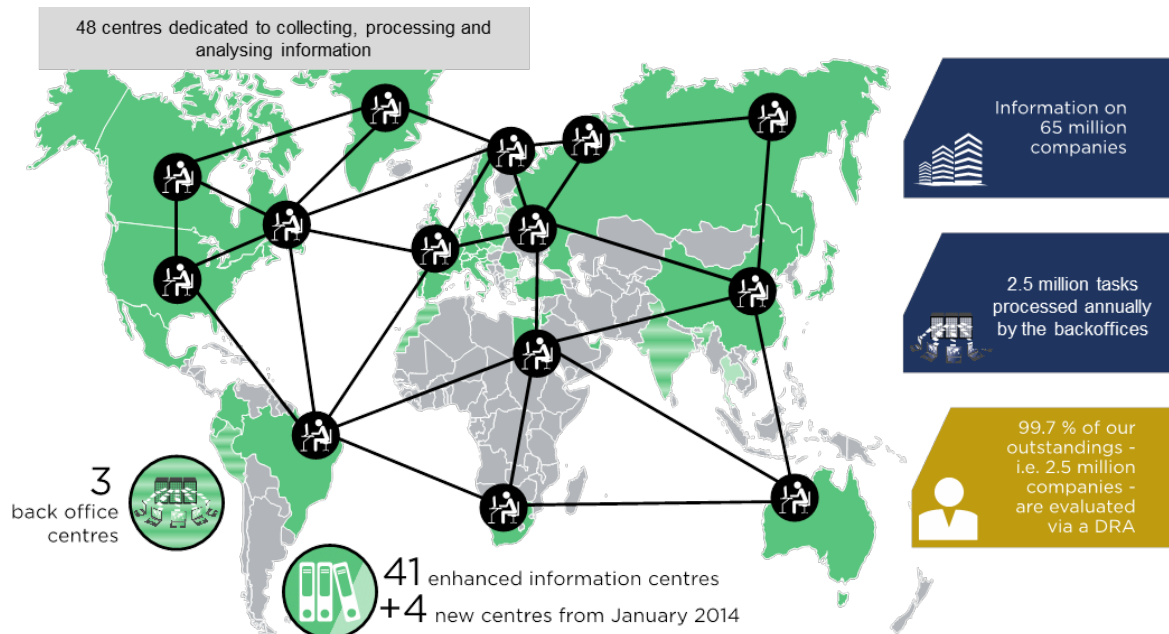 48 centres dedicated to collecting, processing and
analysing information
Information on
65 million
companies
2.5 million tasks
processed annually
by the backoffices
99.7 % of our
outstandings -
i.e. 2.5 million
companies -
are evaluated
via a DRA
3
back office
centres
41 enhanced information centres
+4 new centres from January 2014